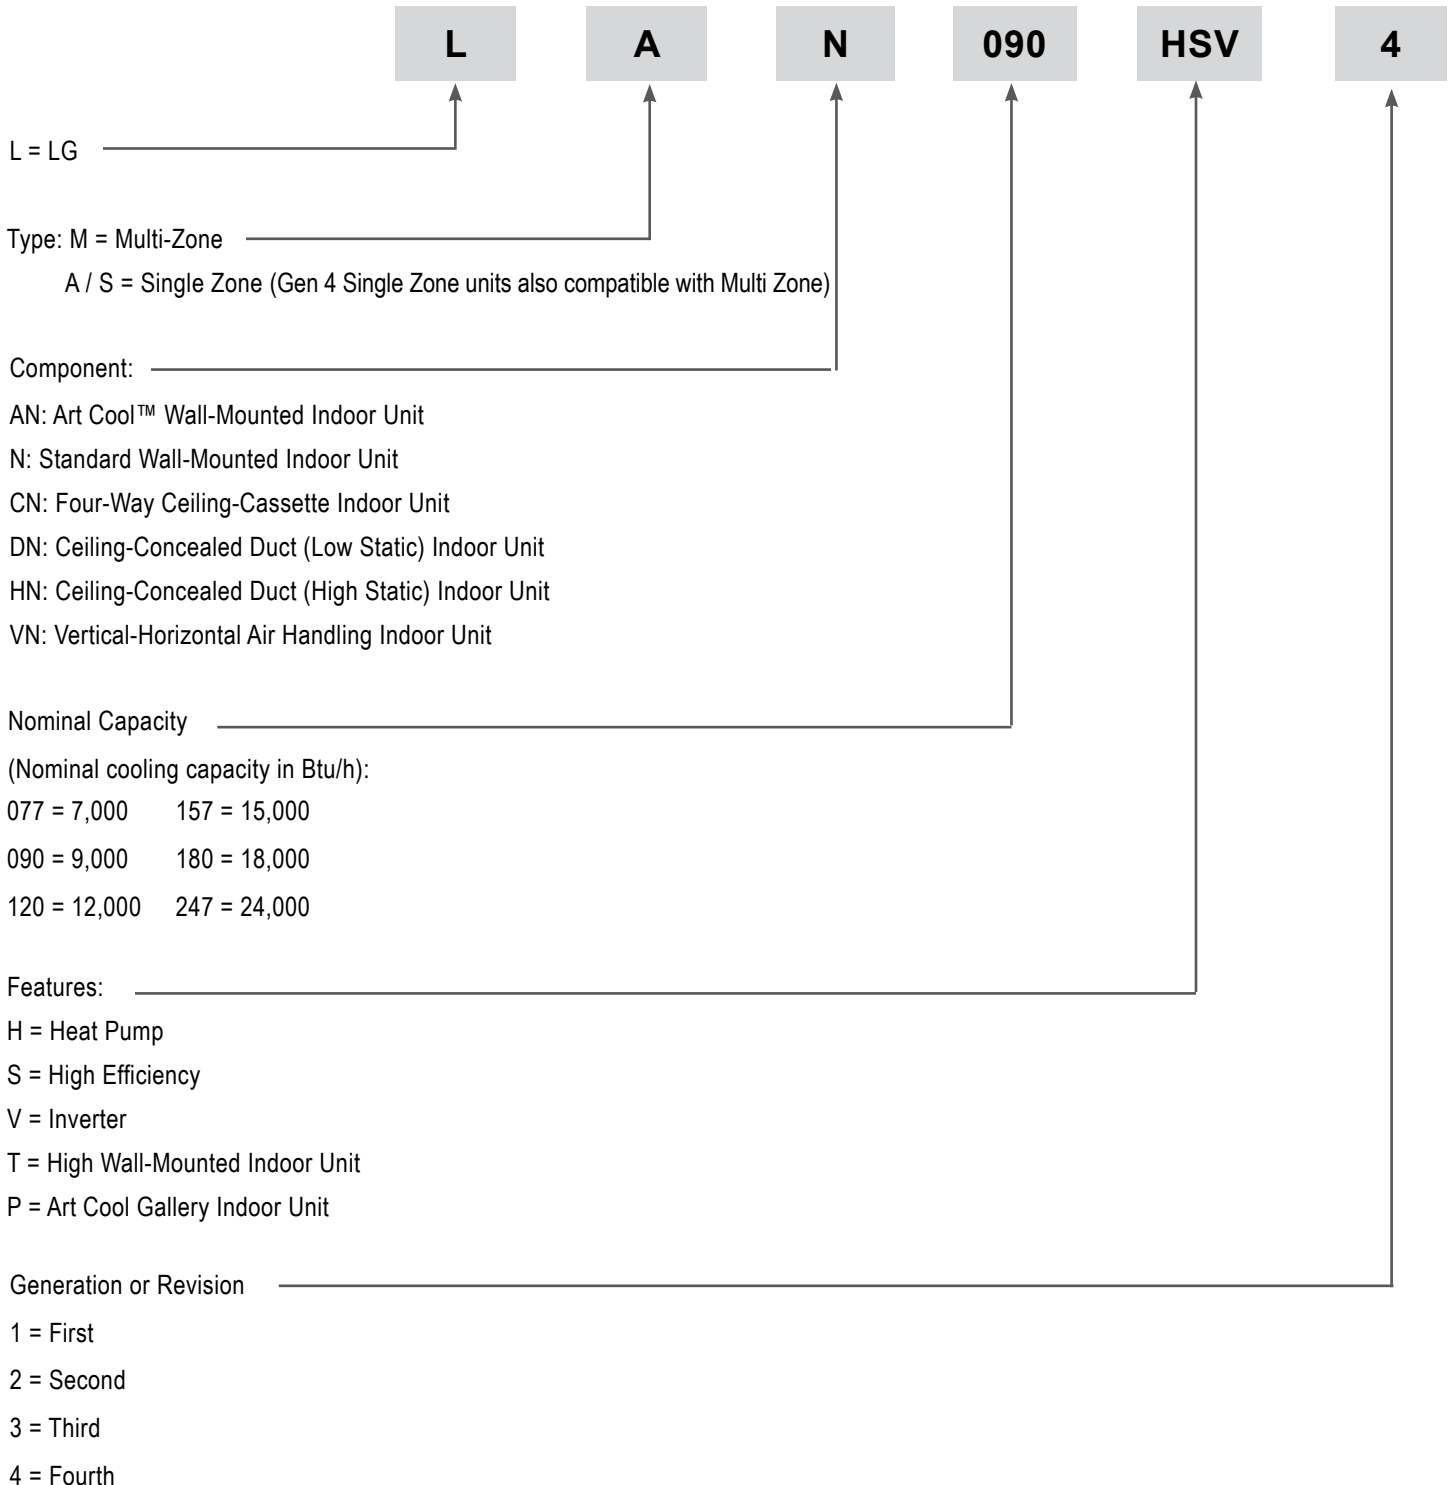 L A N 090 HSV 4
L = LG
Type: M = Multi-Zone
A / S = Single Zone (Gen 4 Single Zone units also compatible with Multi Zone)
Component:
AN: Art Cool™ Wall-Mounted Indoor Unit
N: Standard Wall-Mounted Indoor Unit
CN: Four-Way Ceiling-Cassette Indoor Unit
DN: Ceiling-Concealed Duct (Low Static) Indoor Unit
HN: Ceiling-Concealed Duct (High Static) Indoor Unit
VN: Vertical-Horizontal Air Handling Indoor Unit
Nominal Capacity
(Nominal cooling capacity in Btu/h):
077 = 7,000 157 = 15,000
090 = 9,000 180 = 18,000
120 = 12,000 247 = 24,000
Features:
H = Heat Pump
S = High Efficiency
V = Inverter
T = High Wall-Mounted Indoor Unit
P = Art Cool Gallery Indoor Unit
Generation or Revision
1 = First
2 = Second
3 = Third
4 = Fourth